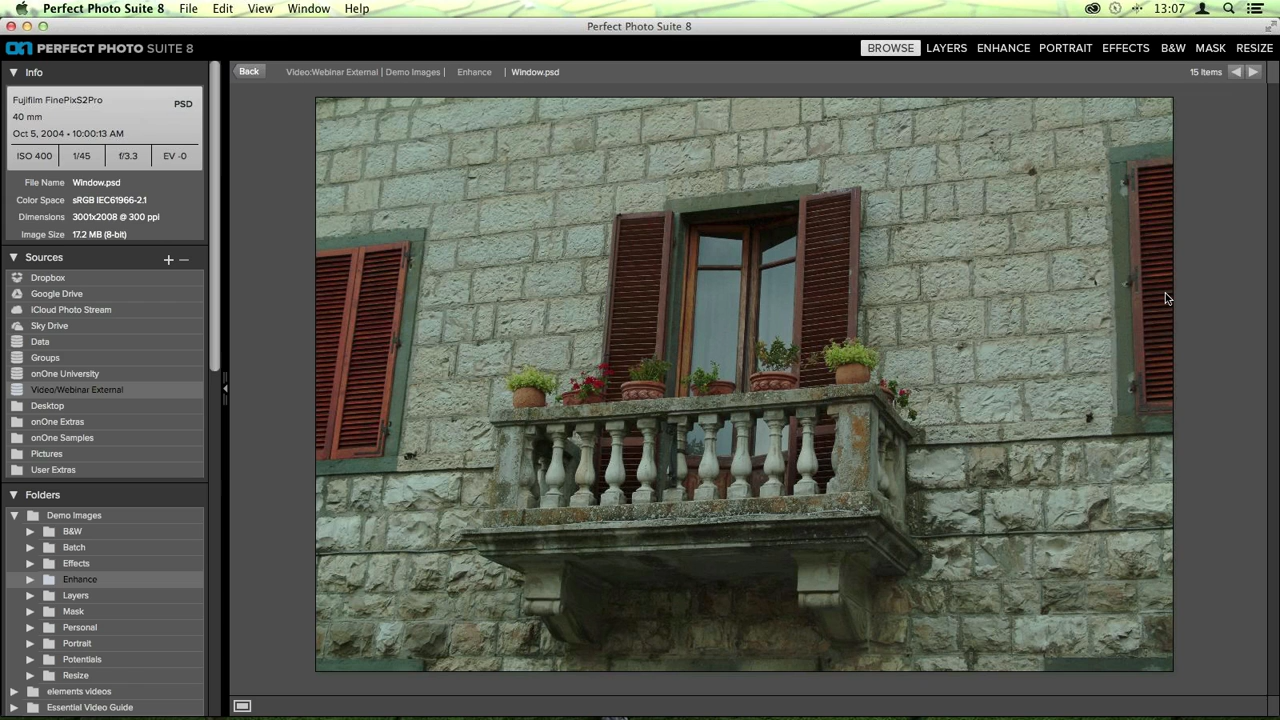 Perfect Photo Suite 8 File Edit View Window Help 13:07
Perfect Photo Suite 8
on PERFECT PHOTO SUITE 8 BROWSE LAYERS ENHANCE PORTRAIT EFFECTS B&W MASK RESIZE
Info
Back Video:Webinar External | Demo Images | Enhance | Window.psd 15 Items
Fujifilm FinePixS2Pro PSD
40 mm
Oct 5, 2004 • 10:00:13 AM
ISO 400 1/45 f/3.3 EV -0
File Name Window.psd
Color Space sRGB IEC61966-2.1
Dimensions 3001x2008 @ 300 ppi
Image Size 17.2 MB (8-bit)
Sources + –
Dropbox
Google Drive
iCloud Photo Stream
Sky Drive
Data
Groups
onOne University
Video/Webinar External
Desktop
onOne Extras
onOne Samples
Pictures
User Extras
Folders
Demo Images
B&W
Batch
Effects
Enhance
Layers
Mask
Personal
Portrait
Potentials
Resize
elements videos
Essential Video Guide